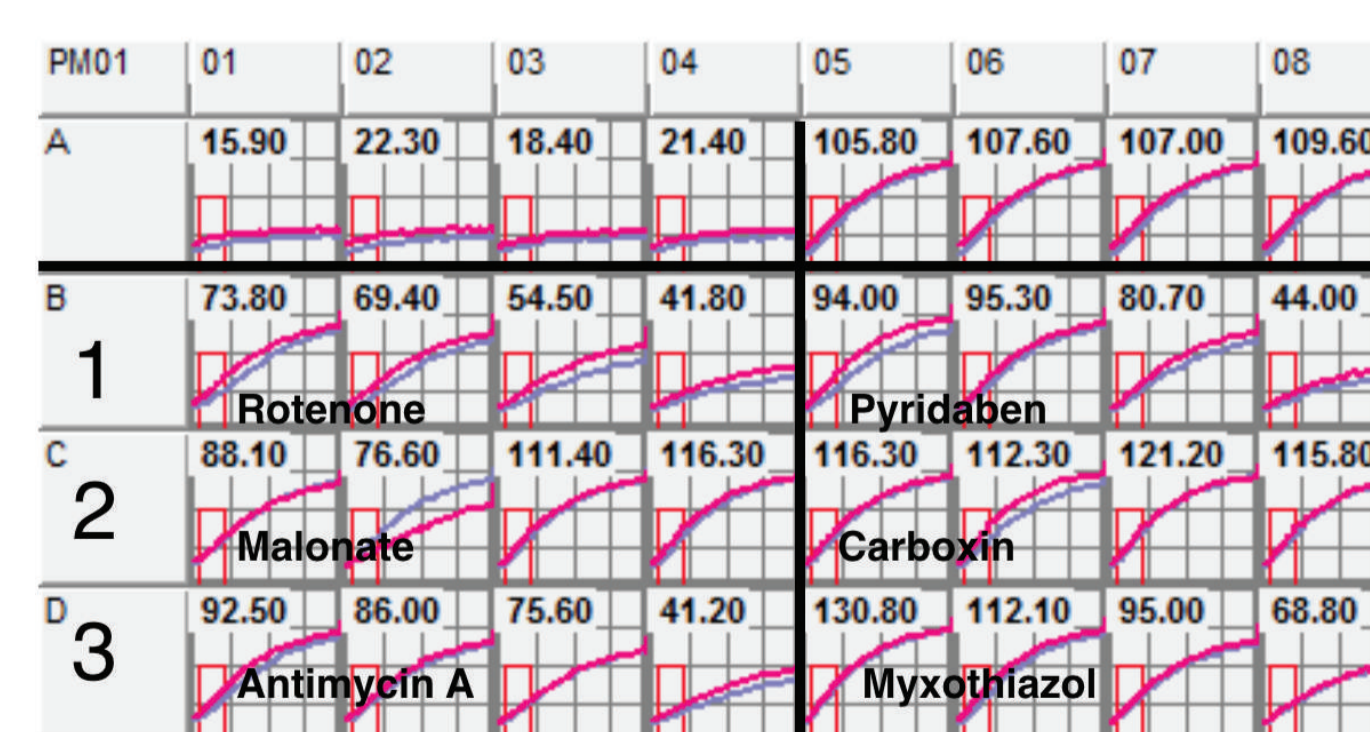 PM01 01 02 03 04 05 06 07 08
A 15.90 22.30 18.40 21.40 105.80 107.60 107.00 109.60
B 73.80 69.40 54.50 41.80 94.00 95.30 80.70 44.00
1
Rotenone Pyridaben
C 88.10 76.60 111.40 116.30 116.30 112.30 121.20 115.80
2
Malonate Carboxin
D 92.50 86.00 75.60 41.20 130.80 112.10 95.00 68.80
3
Antimycin A Myxothiazol